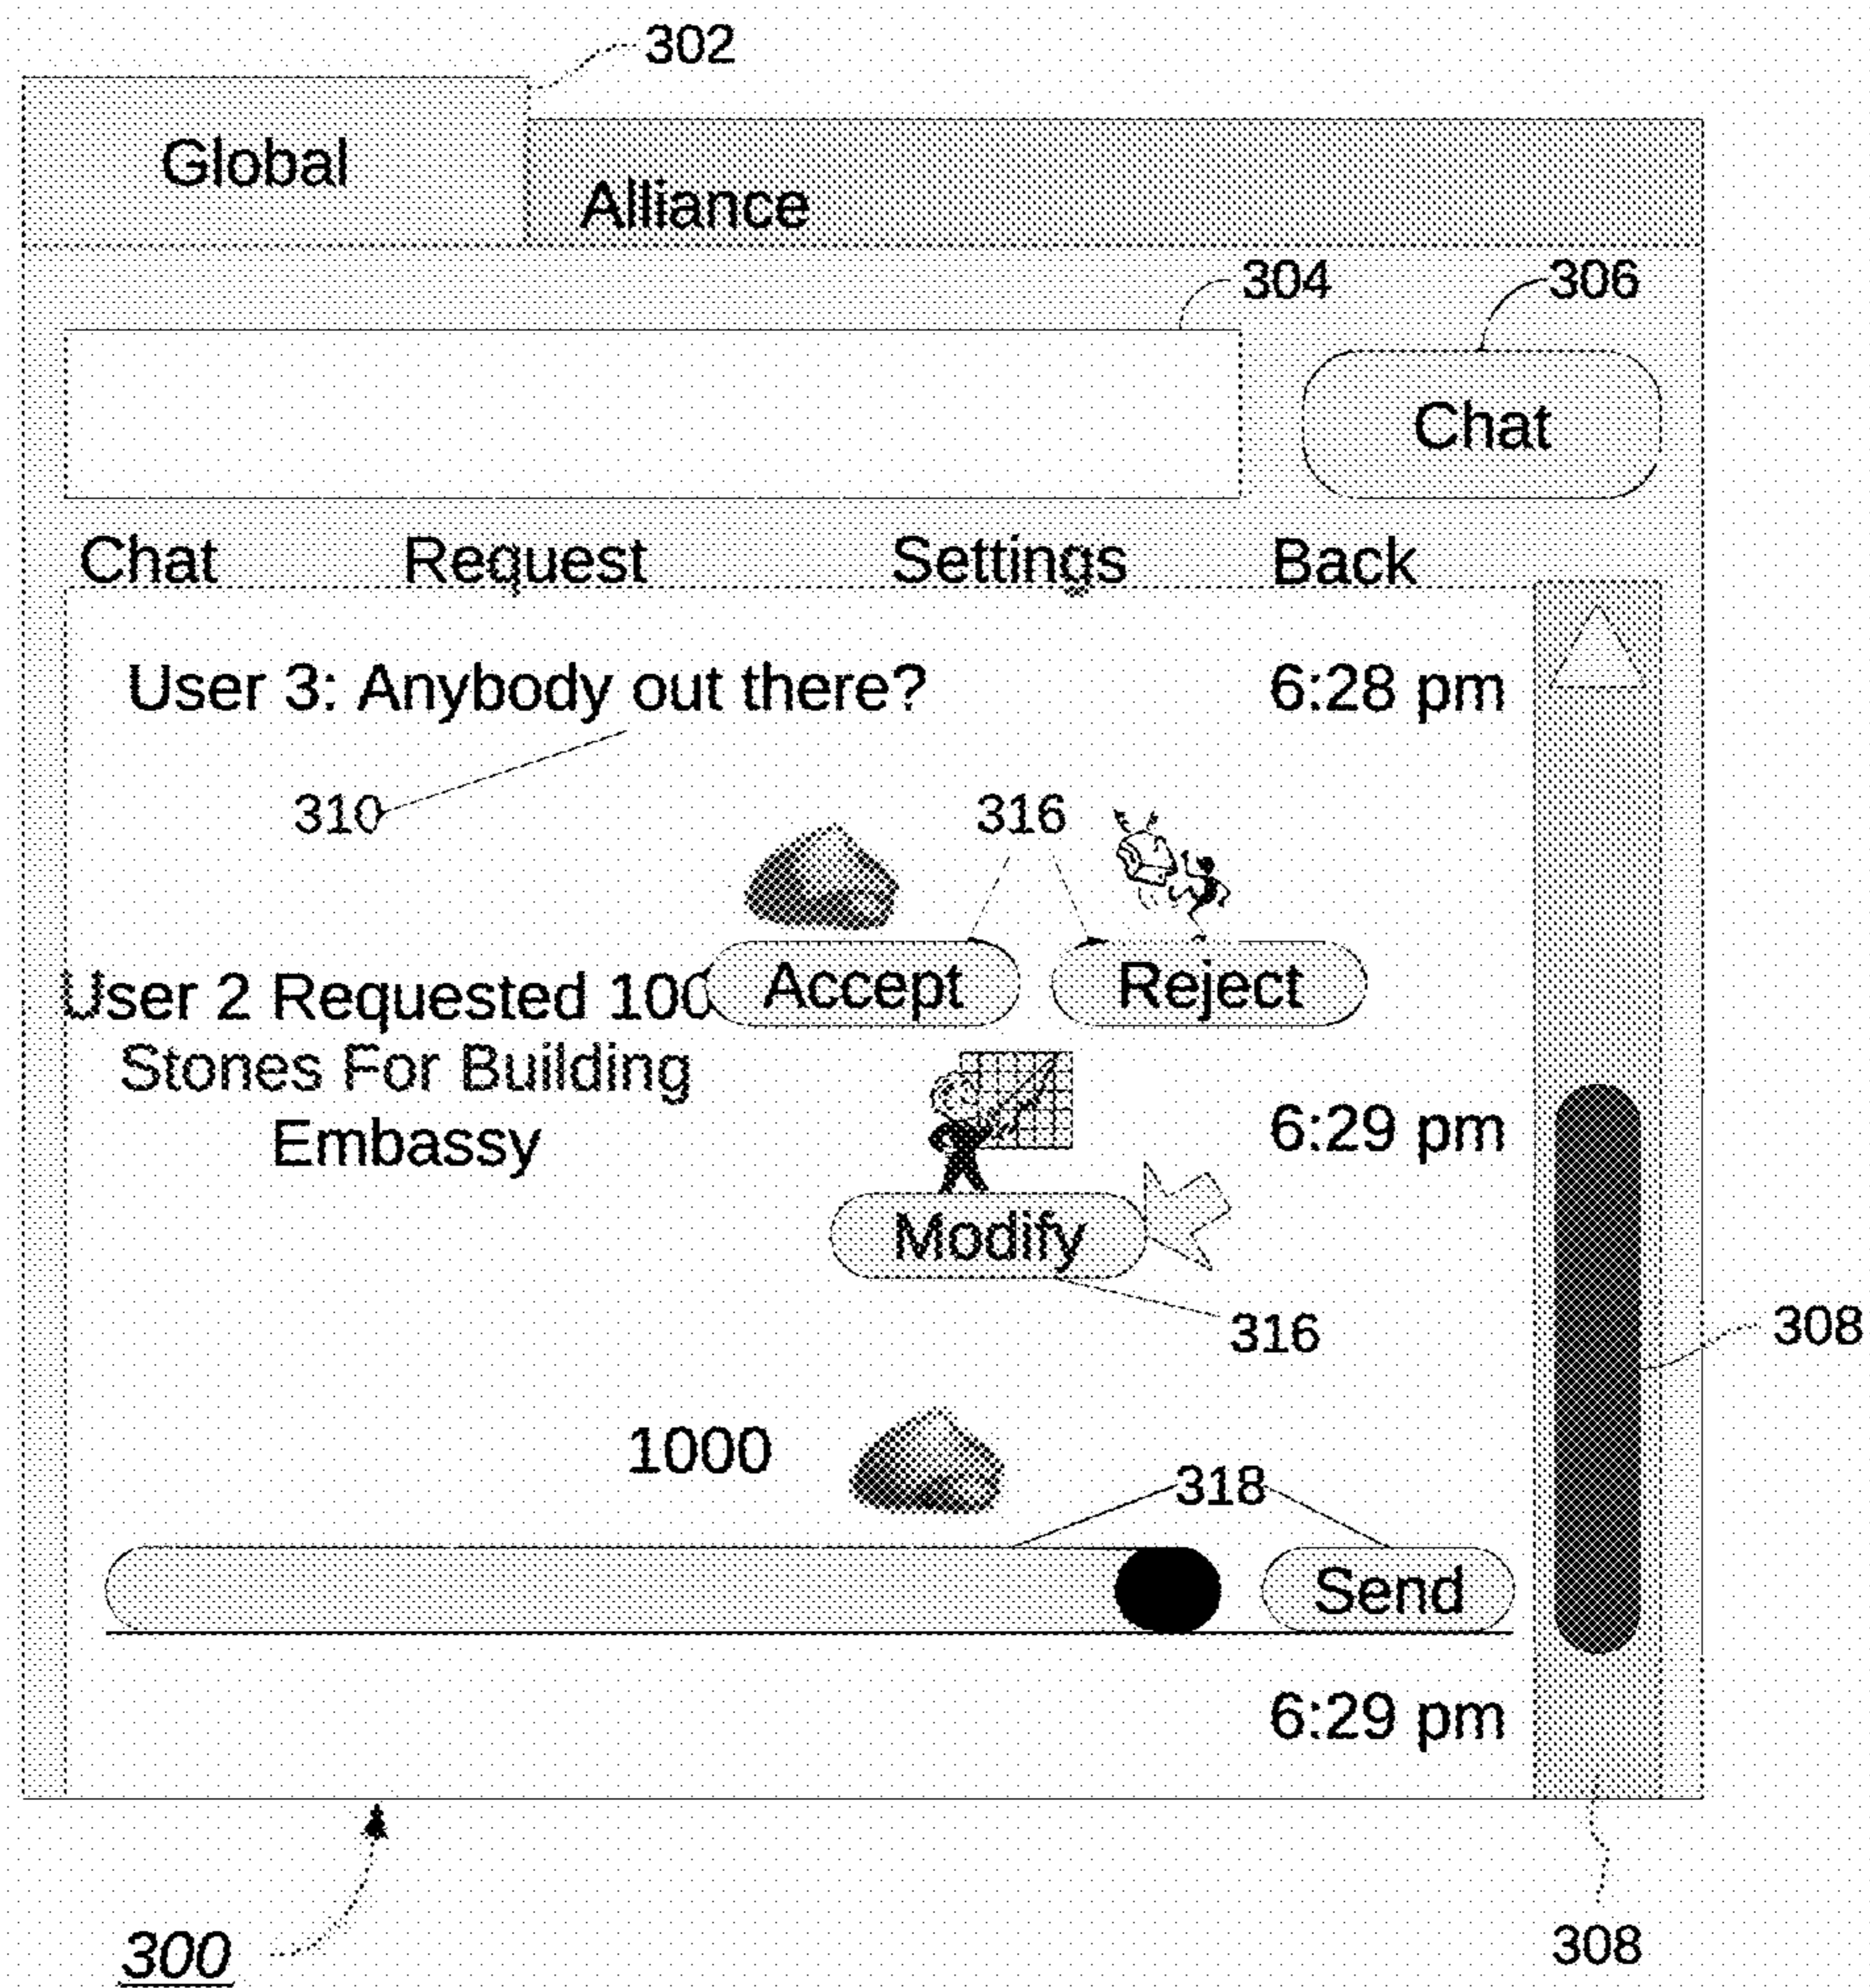 302
Global
Alliance
304
306
Chat
Chat Request Settings Back
User 3: Anybody out there? 6:28 pm
310
316
Accept Reject
User 2 Requested 100
Stones For Building
Embassy
6:29 pm
Modify
316
308
1000
318
Send
6:29 pm
300
308